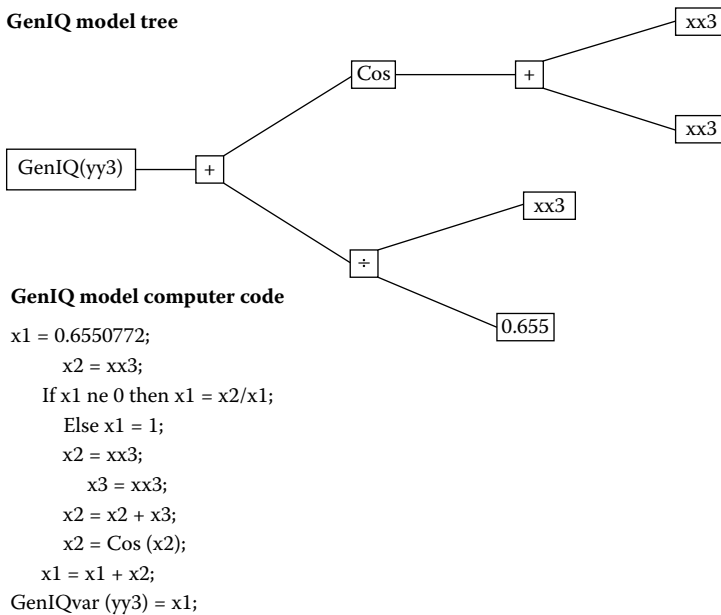 GenIQ model tree
xx3
Cos
+
xx3
GenIQ(yy3)
+
xx3
÷
0.655
GenIQ model computer code
x1 = 0.6550772;
x2 = xx3;
If x1 ne 0 then x1 = x2/x1;
Else x1 = 1;
x2 = xx3;
x3 = xx3;
x2 = x2 + x3;
x2 = Cos (x2);
x1 = x1 + x2;
GenIQvar (yy3) = x1;